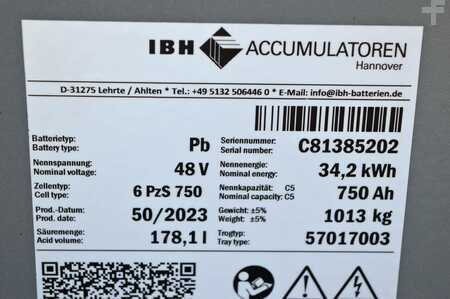 IBH ACCUMULATOREN
Hannover
D-31275 Lehrte / Ahlten * Tel.: +49 5132 506446 0 * E-Mail: info@ibh-batterien.de
Batterietyp: Seriennummer:
Battery type: Pb Serial number: C81385202
Nennspannung: Nennenergie:
Nominal voltage: 48 V Nominal energy: 34,2 kWh
Zellentyp: Nennkapazität: C5
Cell type: 6 PzS 750 Nominal capacity: C5 750 Ah
Prod.-Datum: Gewicht: ±5%
Prod.-Date: 50/2023 Weight: ±5% 1013 kg
Säuremenge: Trogtyp:
Acid volume: 178,1 l Tray type: 57017003